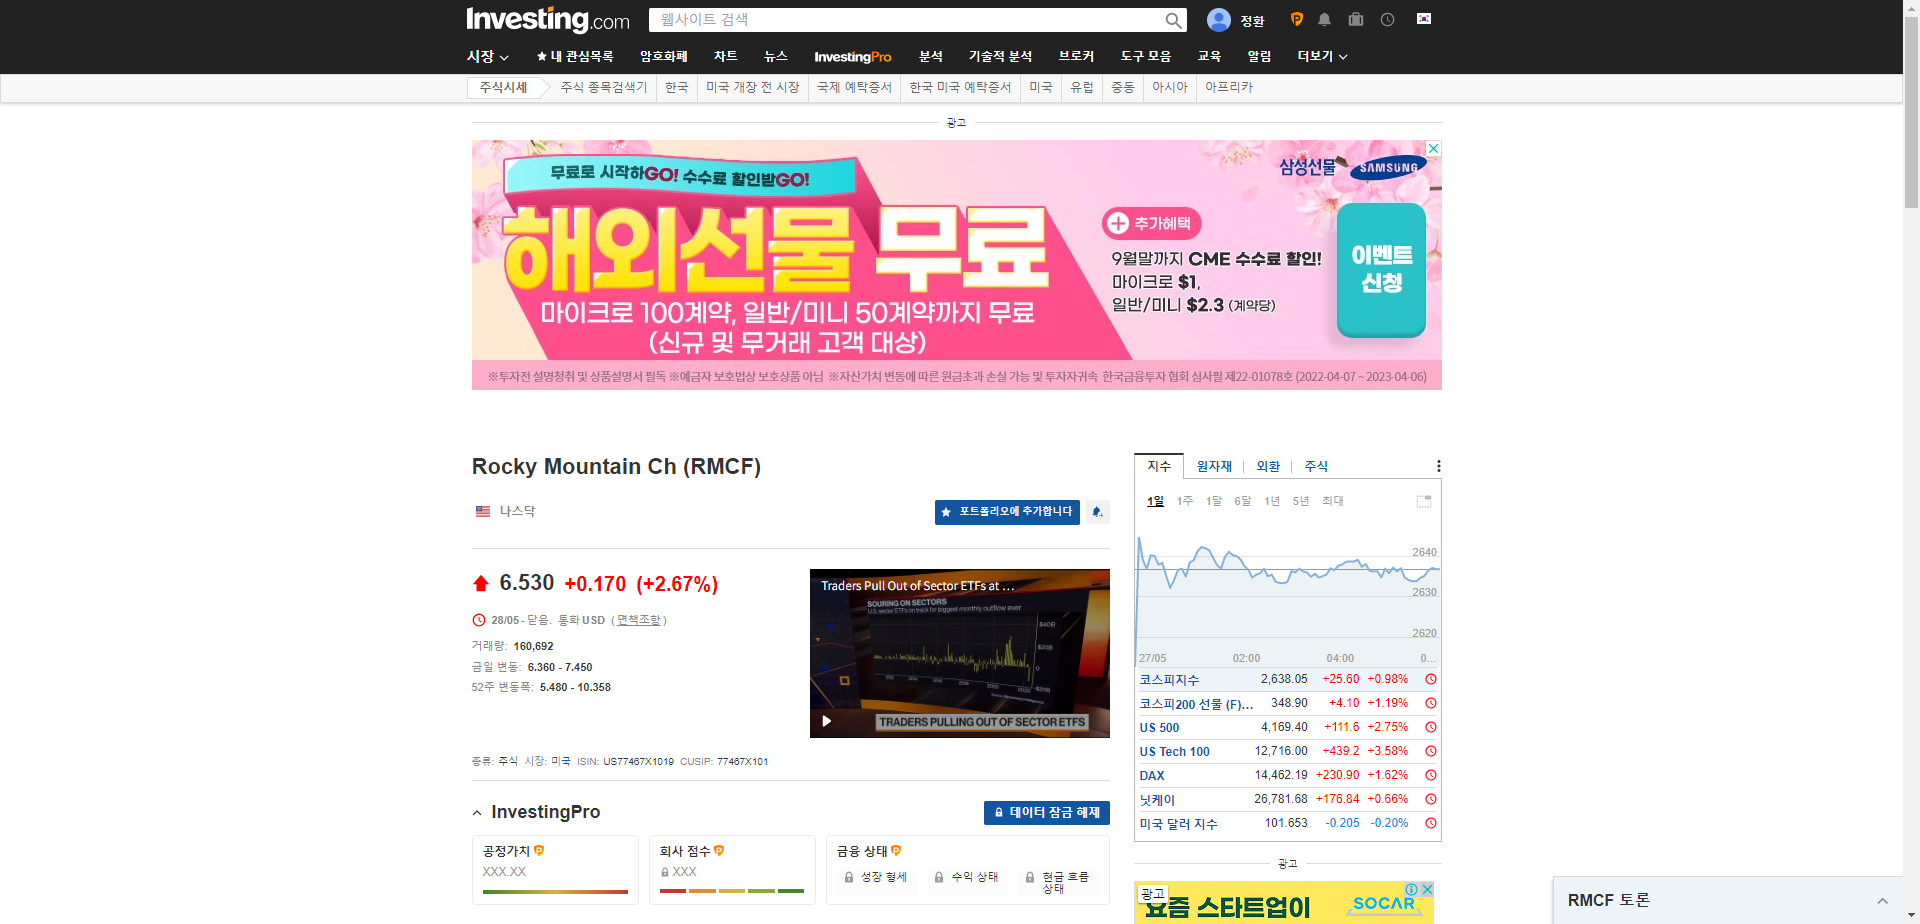 Investing.com
웹사이트 검색
정환
시장
내 관심목록
암호화폐
차트
뉴스
InvestingPro
분석
기술적 분석
브로커
도구 모음
교육
알림
더보기
주식시세
주식 종목검색기
한국
미국 개장 전 시장
국제 예탁증서
한국 미국 예탁증서
미국
유럽
중동
아시아
아프리카
광고
무료로 시작하GO! 수수료 할인받GO!
해외선물 무료
마이크로 100계약, 일반/미니 50계약까지 무료
(신규 및 무거래 고객 대상)
삼성선물 SAMSUNG
추가혜택
9월말까지 CME 수수료 할인!
마이크로 $1,
일반/미니 $2.3 (계약당)
이벤트
신청
※투자전 설명청취 및 상품설명서 필독 ※예금자 보호법상 보호상품 아님 ※자산가치 변동에 따른 원금초과 손실 가능 및 투자자귀속 한국금융투자 협회 심사필 제22-01078호 (2022-04-07 ~ 2023-04-06)
Rocky Mountain Ch (RMCF)
나스닥
포트폴리오에 추가합니다
6.530 +0.170 (+2.67%)
28/05 - 닫음. 통화 USD (면책조항)
거래량: 160,692
금일 변동: 6.360 - 7.450
52주 변동폭: 5.480 - 10.358
Traders Pull Out of Sector ETFs at ...
SOURING ON SECTORS
U.S. sector ETFs on track for biggest monthly outflow ever
$40B
$20B
0
-$20B
TRADERS PULLING OUT OF SECTOR ETFS
종류: 주식 시장: 미국 ISIN: US77467X1019 CUSIP: 77467X101
InvestingPro
데이터 잠금 해제
공정가치
XXX.XX
회사 점수
XXX
금융 상태
성장 형세
수익 상태
현금 흐름
상태
지수
원자재
외환
주식
1일 1주 1달 6달 1년 5년 최대
2640
2630
2620
27/05 02:00 04:00 0...
코스피지수 2,638.05 +25.60 +0.98%
코스피200 선물 (F)... 348.90 +4.10 +1.19%
US 500 4,169.40 +111.6 +2.75%
US Tech 100 12,716.00 +439.2 +3.58%
DAX 14,462.19 +230.90 +1.62%
닛케이 26,781.68 +176.84 +0.66%
미국 달러 지수 101.653 -0.205 -0.20%
광고
광고
요즘 스타트업이
SOCAR
RMCF 토론